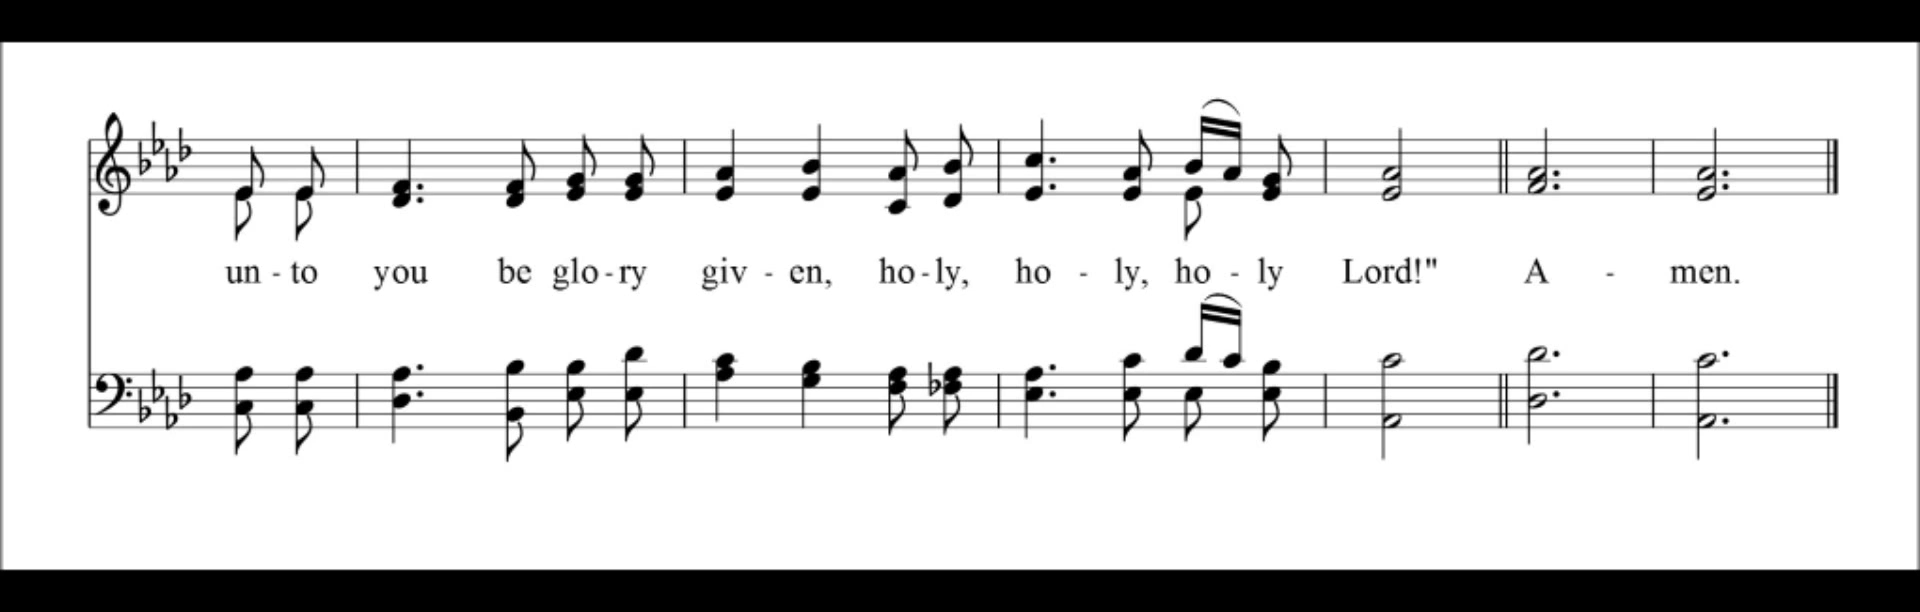 un - to you be glo - ry giv - en, ho - ly, ho - ly, ho - ly Lord!" A - men.